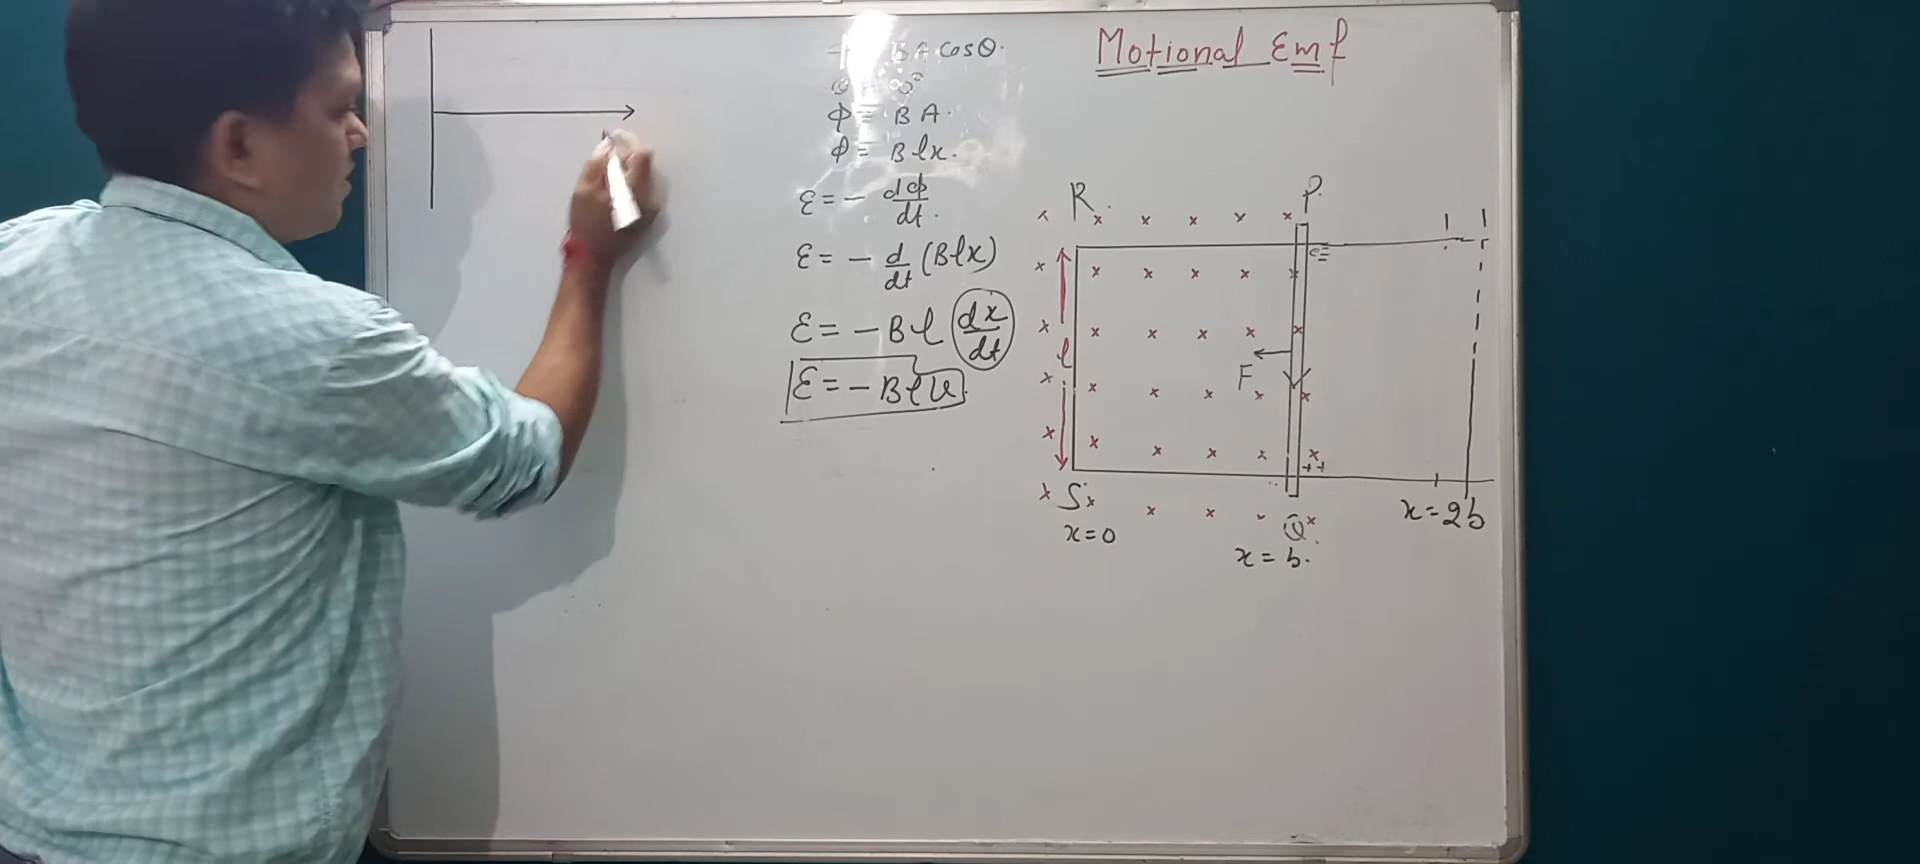 Motional Emf
BA cosθ.
ϕ = BA.
ϕ = Blx.
ε = - dϕ/dt.
ε = - d/dt (Blx)
ε = - Bl (dx/dt)
ε = - Blv.
R.
P.
l
F
S
Q.
x = 0
x = b.
x = 2b